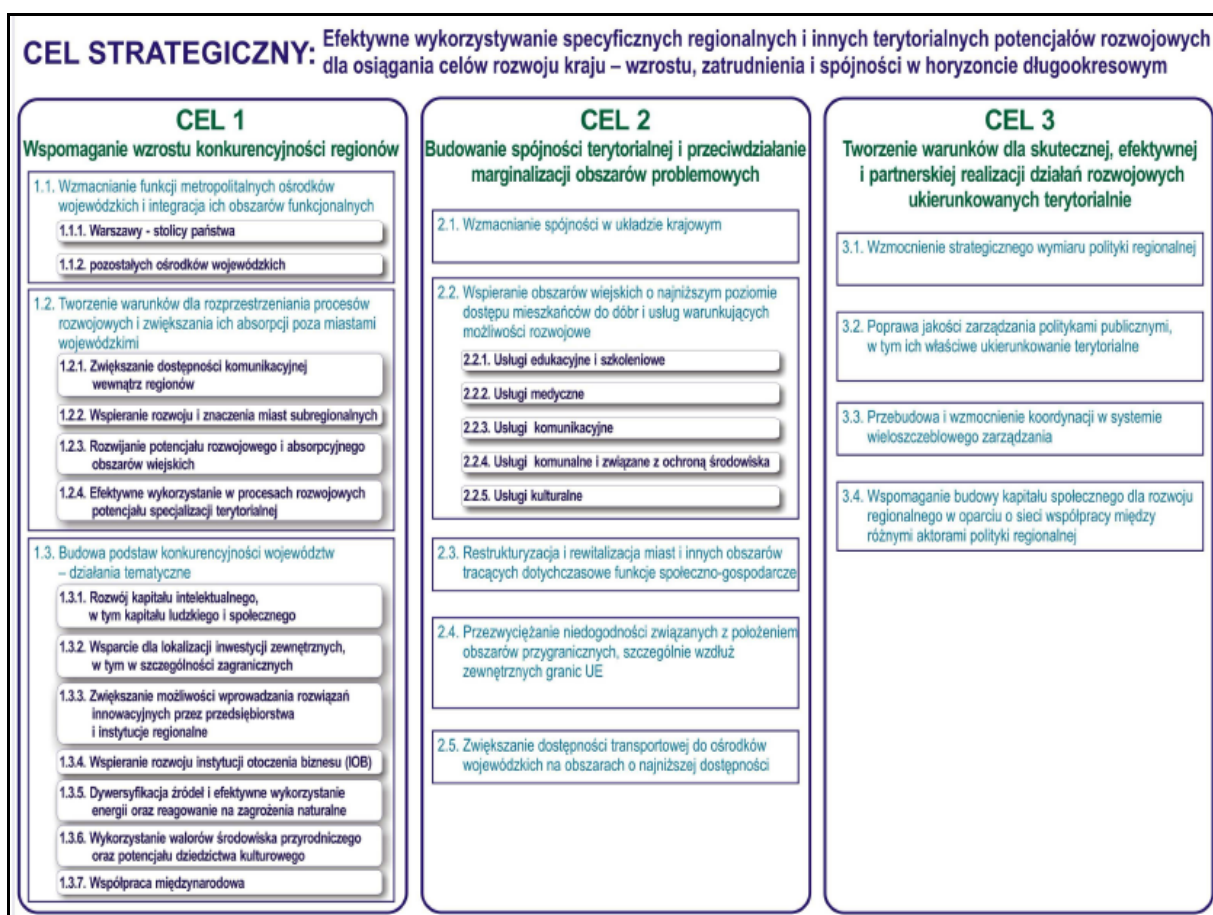 CEL STRATEGICZNY: Efektywne wykorzystywanie specyficznych regionalnych i innych terytorialnych potencjałów rozwojowych
dla osiągania celów rozwoju kraju – wzrostu, zatrudnienia i spójności w horyzoncie długookresowym
CEL 1
Wspomaganie wzrostu konkurencyjności regionów
1.1. Wzmacnianie funkcji metropolitalnych ośrodków
wojewódzkich i integracja ich obszarów funkcjonalnych
1.1.1. Warszawy - stolicy państwa
1.1.2. pozostałych ośrodków wojewódzkich
1.2. Tworzenie warunków dla rozprzestrzeniania procesów
rozwojowych i zwiększania ich absorpcji poza miastami
wojewódzkimi
1.2.1. Zwiększanie dostępności komunikacyjnej
wewnątrz regionów
1.2.2. Wspieranie rozwoju i znaczenia miast subregionalnych
1.2.3. Rozwijanie potencjału rozwojowego i absorpcyjnego
obszarów wiejskich
1.2.4. Efektywne wykorzystanie w procesach rozwojowych
potencjału specjalizacji terytorialnej
1.3. Budowa podstaw konkurencyjności województw
– działania tematyczne
1.3.1. Rozwój kapitału intelektualnego,
w tym kapitału ludzkiego i społecznego
1.3.2. Wsparcie dla lokalizacji inwestycji zewnętrznych,
w tym w szczególności zagranicznych
1.3.3. Zwiększanie możliwości wprowadzania rozwiązań
innowacyjnych przez przedsiębiorstwa
i instytucje regionalne
1.3.4. Wspieranie rozwoju instytucji otoczenia biznesu (IOB)
1.3.5. Dywersyfikacja źródeł i efektywne wykorzystanie
energii oraz reagowanie na zagrożenia naturalne
1.3.6. Wykorzystanie walorów środowiska przyrodniczego
oraz potencjału dziedzictwa kulturowego
1.3.7. Współpraca międzynarodowa
CEL 2
Budowanie spójności terytorialnej i przeciwdziałanie
marginalizacji obszarów problemowych
2.1. Wzmacnianie spójności w układzie krajowym
2.2. Wspieranie obszarów wiejskich o najniższym poziomie
dostępu mieszkańców do dóbr i usług warunkujących
możliwości rozwojowe
2.2.1. Usługi edukacyjne i szkoleniowe
2.2.2. Usługi medyczne
2.2.3. Usługi komunikacyjne
2.2.4. Usługi komunalne i związane z ochroną środowiska
2.2.5. Usługi kulturalne
2.3. Restrukturyzacja i rewitalizacja miast i innych obszarów
tracących dotychczasowe funkcje społeczno-gospodarcze
2.4. Przezwyciężanie niedogodności związanych z położeniem
obszarów przygranicznych, szczególnie wzdłuż
zewnętrznych granic UE
2.5. Zwiększanie dostępności transportowej do ośrodków
wojewódzkich na obszarach o najniższej dostępności
CEL 3
Tworzenie warunków dla skutecznej, efektywnej
i partnerskiej realizacji działań rozwojowych
ukierunkowanych terytorialnie
3.1. Wzmocnienie strategicznego wymiaru polityki regionalnej
3.2. Poprawa jakości zarządzania politykami publicznymi,
w tym ich właściwe ukierunkowanie terytorialne
3.3. Przebudowa i wzmocnienie koordynacji w systemie
wieloszczeblowego zarządzania
3.4. Wspomaganie budowy kapitału społecznego dla rozwoju
regionalnego w oparciu o sieci współpracy między
różnymi aktorami polityki regionalnej